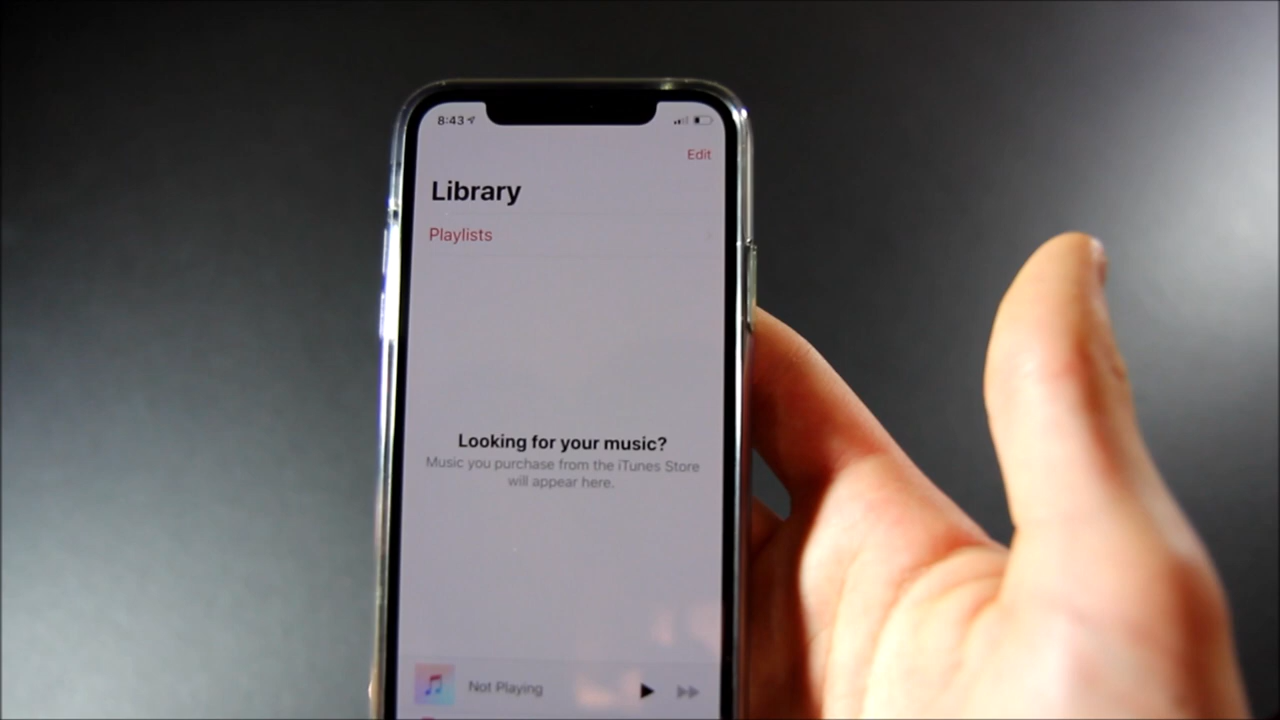 8:43
Edit
Library
Playlists
Looking for your music?
Music you purchase from the iTunes Store
will appear here.
Not Playing